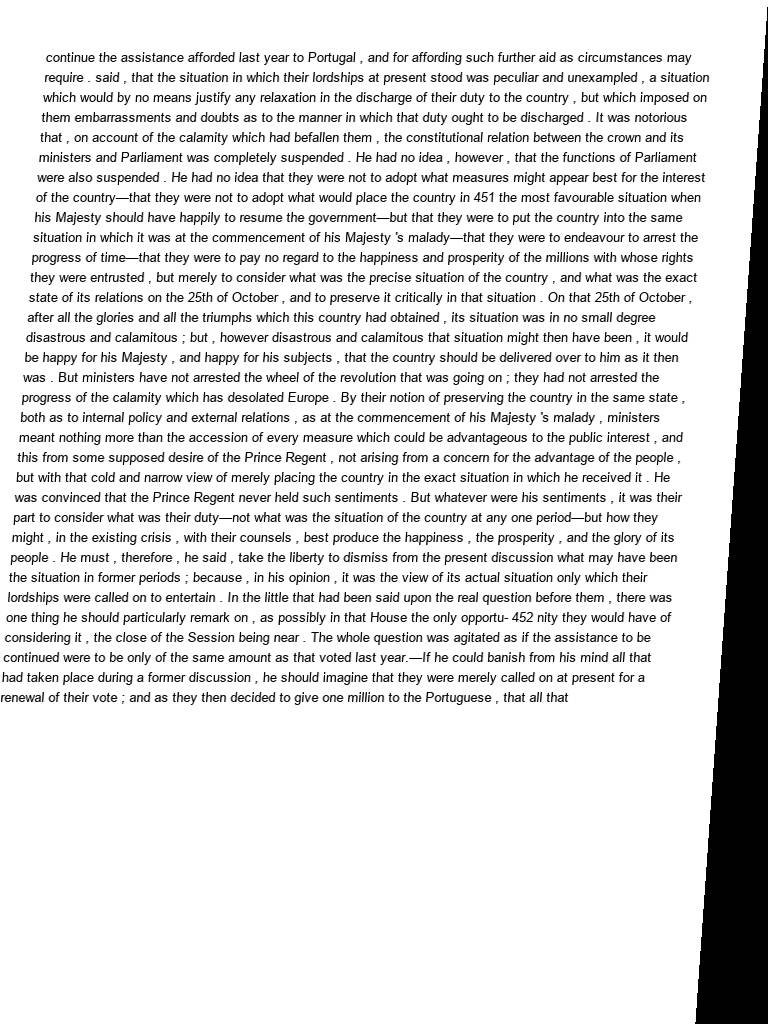 continue the assistance afforded last year to Portugal , and for affording such further aid as circumstances may
require . said , that the situation in which their lordships at present stood was peculiar and unexampled , a situation
which would by no means justify any relaxation in the discharge of their duty to the country , but which imposed on
them embarrassments and doubts as to the manner in which that duty ought to be discharged . It was notorious
that , on account of the calamity which had befallen them , the constitutional relation between the crown and its
ministers and Parliament was completely suspended . He had no idea , however , that the functions of Parliament
were also suspended . He had no idea that they were not to adopt what measures might appear best for the interest
of the country—that they were not to adopt what would place the country in 451 the most favourable situation when
his Majesty should have happily to resume the government—but that they were to put the country into the same
situation in which it was at the commencement of his Majesty 's malady—that they were to endeavour to arrest the
progress of time—that they were to pay no regard to the happiness and prosperity of the millions with whose rights
they were entrusted , but merely to consider what was the precise situation of the country , and what was the exact
state of its relations on the 25th of October , and to preserve it critically in that situation . On that 25th of October ,
after all the glories and all the triumphs which this country had obtained , its situation was in no small degree
disastrous and calamitous ; but , however disastrous and calamitous that situation might then have been , it would
be happy for his Majesty , and happy for his subjects , that the country should be delivered over to him as it then
was . But ministers have not arrested the wheel of the revolution that was going on ; they had not arrested the
progress of the calamity which has desolated Europe . By their notion of preserving the country in the same state ,
both as to internal policy and external relations , as at the commencement of his Majesty 's malady , ministers
meant nothing more than the accession of every measure which could be advantageous to the public interest , and
this from some supposed desire of the Prince Regent , not arising from a concern for the advantage of the people ,
but with that cold and narrow view of merely placing the country in the exact situation in which he received it . He
was convinced that the Prince Regent never held such sentiments . But whatever were his sentiments , it was their
part to consider what was their duty—not what was the situation of the country at any one period—but how they
might , in the existing crisis , with their counsels , best produce the happiness , the prosperity , and the glory of its
people . He must , therefore , he said , take the liberty to dismiss from the present discussion what may have been
the situation in former periods ; because , in his opinion , it was the view of its actual situation only which their
lordships were called on to entertain . In the little that had been said upon the real question before them , there was
one thing he should particularly remark on , as possibly in that House the only opportu- 452 nity they would have of
considering it , the close of the Session being near . The whole question was agitated as if the assistance to be
continued were to be only of the same amount as that voted last year.—If he could banish from his mind all that
had taken place during a former discussion , he should imagine that they were merely called on at present for a
renewal of their vote ; and as they then decided to give one million to the Portuguese , that all that